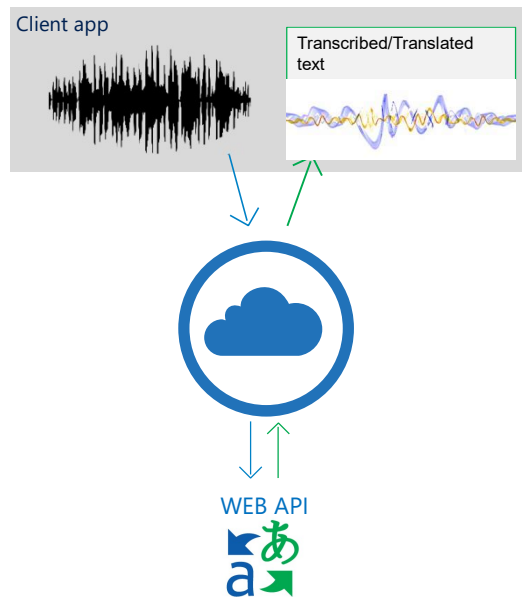 Client app
Transcribed/Translated
text
WEB API
あ
a